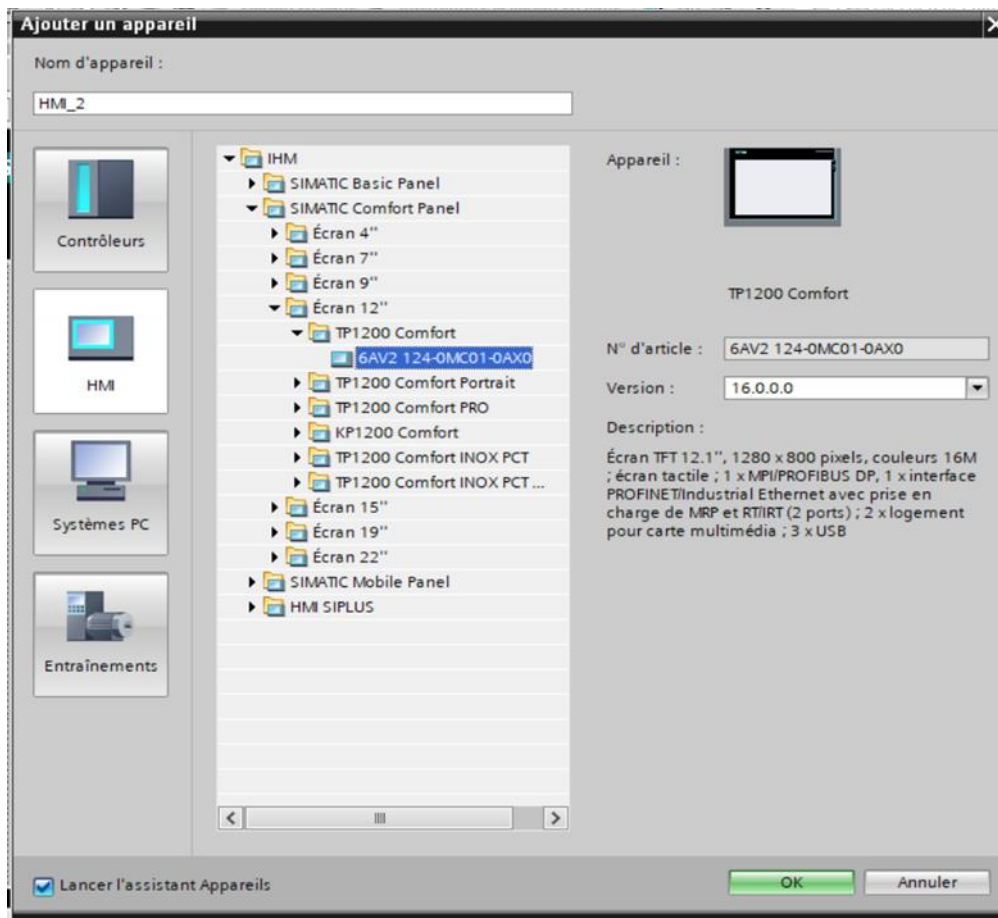 Ajouter un appareil
Nom d'appareil :
HMI_2
Contrôleurs
HMI
Systèmes PC
Entraînements
IHM
SIMATIC Basic Panel
SIMATIC Comfort Panel
Écran 4''
Écran 7''
Écran 9''
Écran 12''
TP1200 Comfort
6AV2 124-0MC01-0AX0
TP1200 Comfort Portrait
TP1200 Comfort PRO
KP1200 Comfort
TP1200 Comfort INOX PCT
TP1200 Comfort INOX PCT ...
Écran 15''
Écran 19''
Écran 22''
SIMATIC Mobile Panel
HMI SIPLUS
Appareil :
TP1200 Comfort
N° d'article :
6AV2 124-0MC01-0AX0
Version :
16.0.0.0
Description :
Écran TFT 12.1'', 1280 x 800 pixels, couleurs 16M
; écran tactile ; 1 x MPI/PROFIBUS DP, 1 x interface
PROFINET/Industrial Ethernet avec prise en
charge de MRP et RT/IRT (2 ports) ; 2 x logement
pour carte multimédia ; 3 x USB
Lancer l'assistant Appareils
OK
Annuler